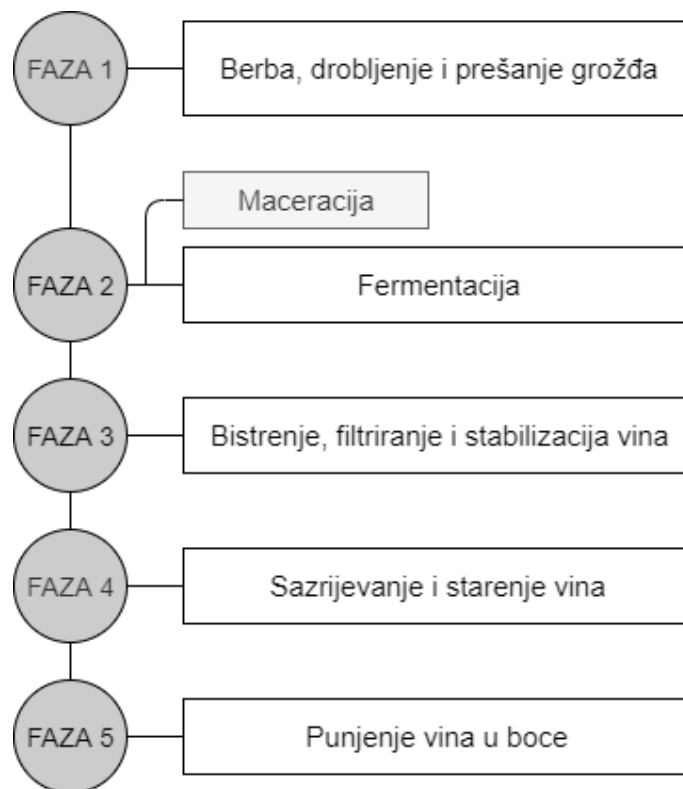 FAZA 1
Berba, drobljenje i prešanje grožđa
Maceracija
FAZA 2
Fermentacija
FAZA 3
Bistrenje, filtriranje i stabilizacija vina
FAZA 4
Sazrijevanje i starenje vina
FAZA 5
Punjenje vina u boce